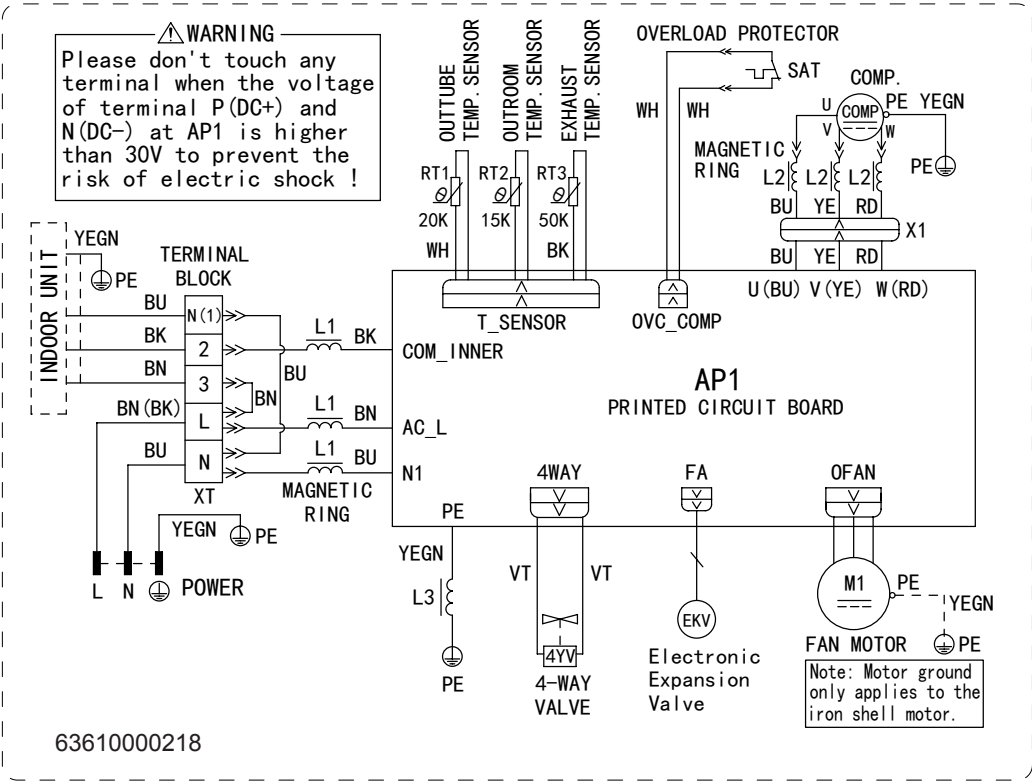 WARNING
Please don't touch any
terminal when the voltage
of terminal P(DC+) and
N(DC-) at AP1 is higher
than 30V to prevent the
risk of electric shock !
OUTTUBE
TEMP. SENSOR
OUTROOM
TEMP. SENSOR
EXHAUST
TEMP. SENSOR
RT1
RT2
RT3
θ
θ
θ
20K
15K
50K
WH
BK
OVERLOAD PROTECTOR
SAT
WH
WH
COMP.
U
COMP
PE YEGN
V
W
PE
MAGNETIC
RING
L2
L2
L2
BU
YE
RD
X1
BU
YE
RD
U(BU) V(YE) W(RD)
T_SENSOR
OVC_COMP
INDOOR UNIT
YEGN
PE
TERMINAL
BLOCK
BU
N(1)
BK
2
L1
BK
COM_INNER
BU
BN
3
BN
BN(BK)
L
L1
BN
AC_L
BU
N
L1
BU
N1
XT
MAGNETIC
RING
AP1
PRINTED CIRCUIT BOARD
YEGN
PE
L
N
POWER
PE
YEGN
L3
PE
4WAY
VT
VT
4YV
4-WAY
VALVE
FA
EKV
Electronic
Expansion
Valve
OFAN
M1
PE
YEGN
FAN MOTOR
PE
Note: Motor ground
only applies to the
iron shell motor.
63610000218